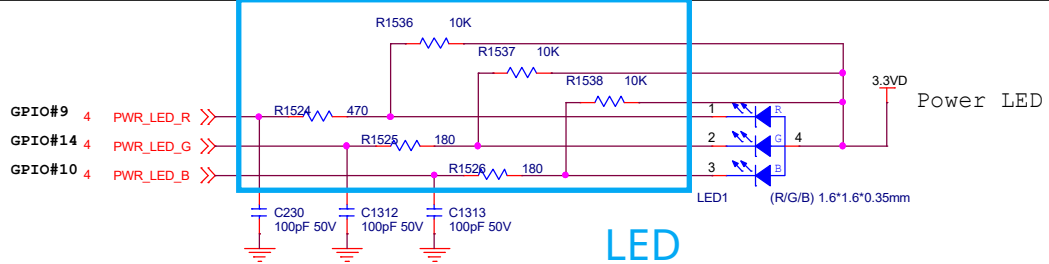 R1536 10K
R1537 10K
R1538 10K
3.3VD
Power LED
GPIO#9 4 PWR_LED_R R1524 470 1 R
GPIO#14 4 PWR_LED_G R1525 180 2 G 4
GPIO#10 4 PWR_LED_B R1526 180 3 B
LED1 (R/G/B) 1.6*1.6*0.35mm
C230 C1312 C1313
100pF 50V 100pF 50V 100pF 50V
LED